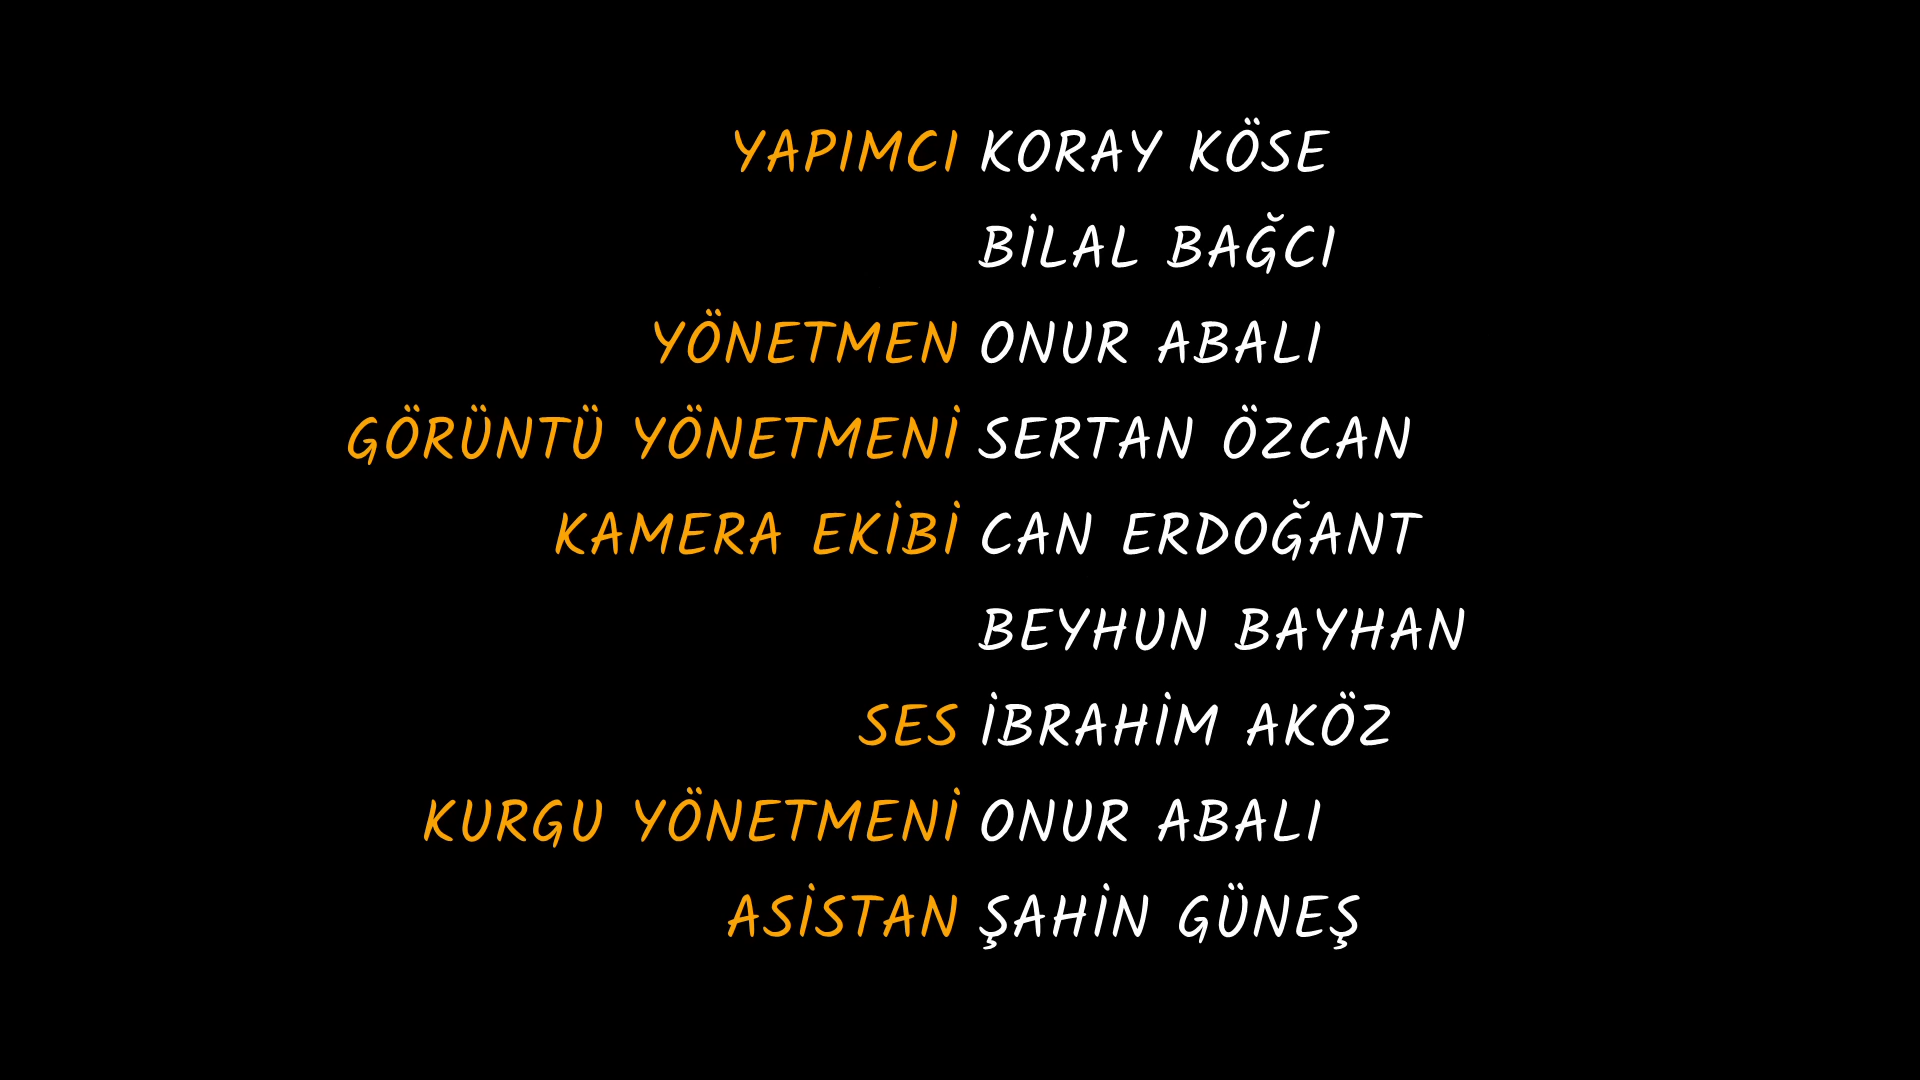 YAPIMCI KORAY KÖSE
BİLAL BAĞCI
YÖNETMEN ONUR ABALI
GÖRÜNTÜ YÖNETMENİ SERTAN ÖZCAN
KAMERA EKİBİ CAN ERDOĞANT
BEYHUN BAYHAN
SES İBRAHİM AKÖZ
KURGU YÖNETMENİ ONUR ABALI
ASİSTAN ŞAHİN GÜNEŞ